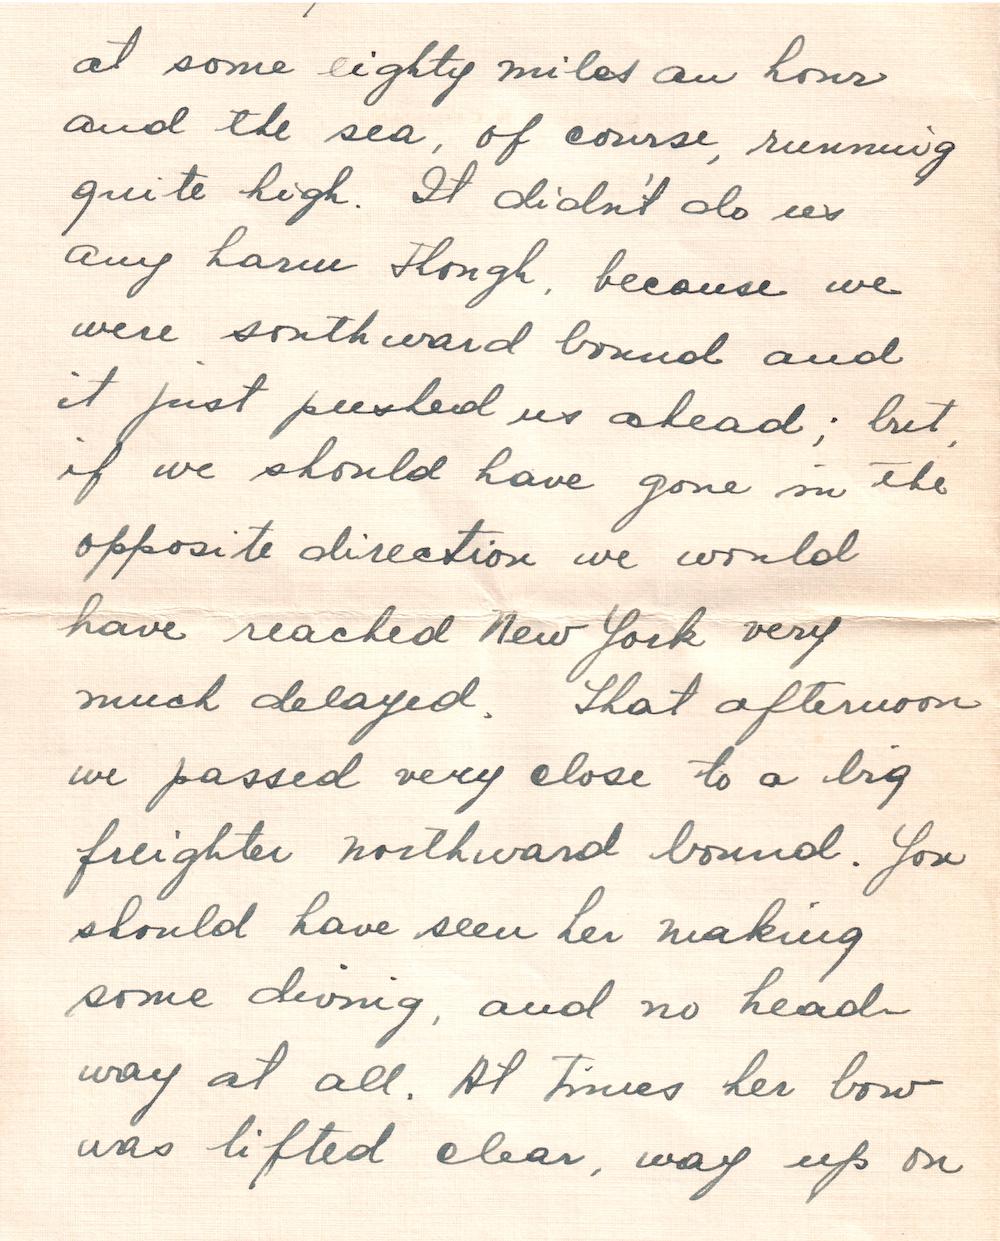 at some eighty miles an hour
and the sea, of course, running
quite high. It didn't do us
any harm though, because we
were southward bound and
it just pushed us ahead; but,
if we should have gone in the
opposite direction we would
have reached New York very
much delayed. That afternoon
we passed very close to a big
freighter northward bound. You
should have seen her making
some diving, and no head-
way at all. At times her bow
was lifted clear, way up on